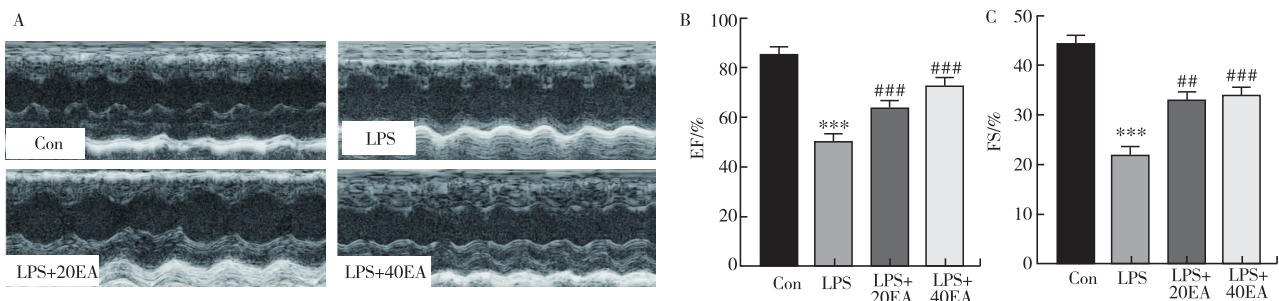 A
Con
LPS
LPS+20EA
LPS+40EA
B
EF/%
100
80
60
40
20
0
***
###
###
Con
LPS
LPS+
20EA
LPS+
40EA
C
FS/%
50
40
30
20
10
0
***
##
###
Con
LPS
LPS+
20EA
LPS+
40EA